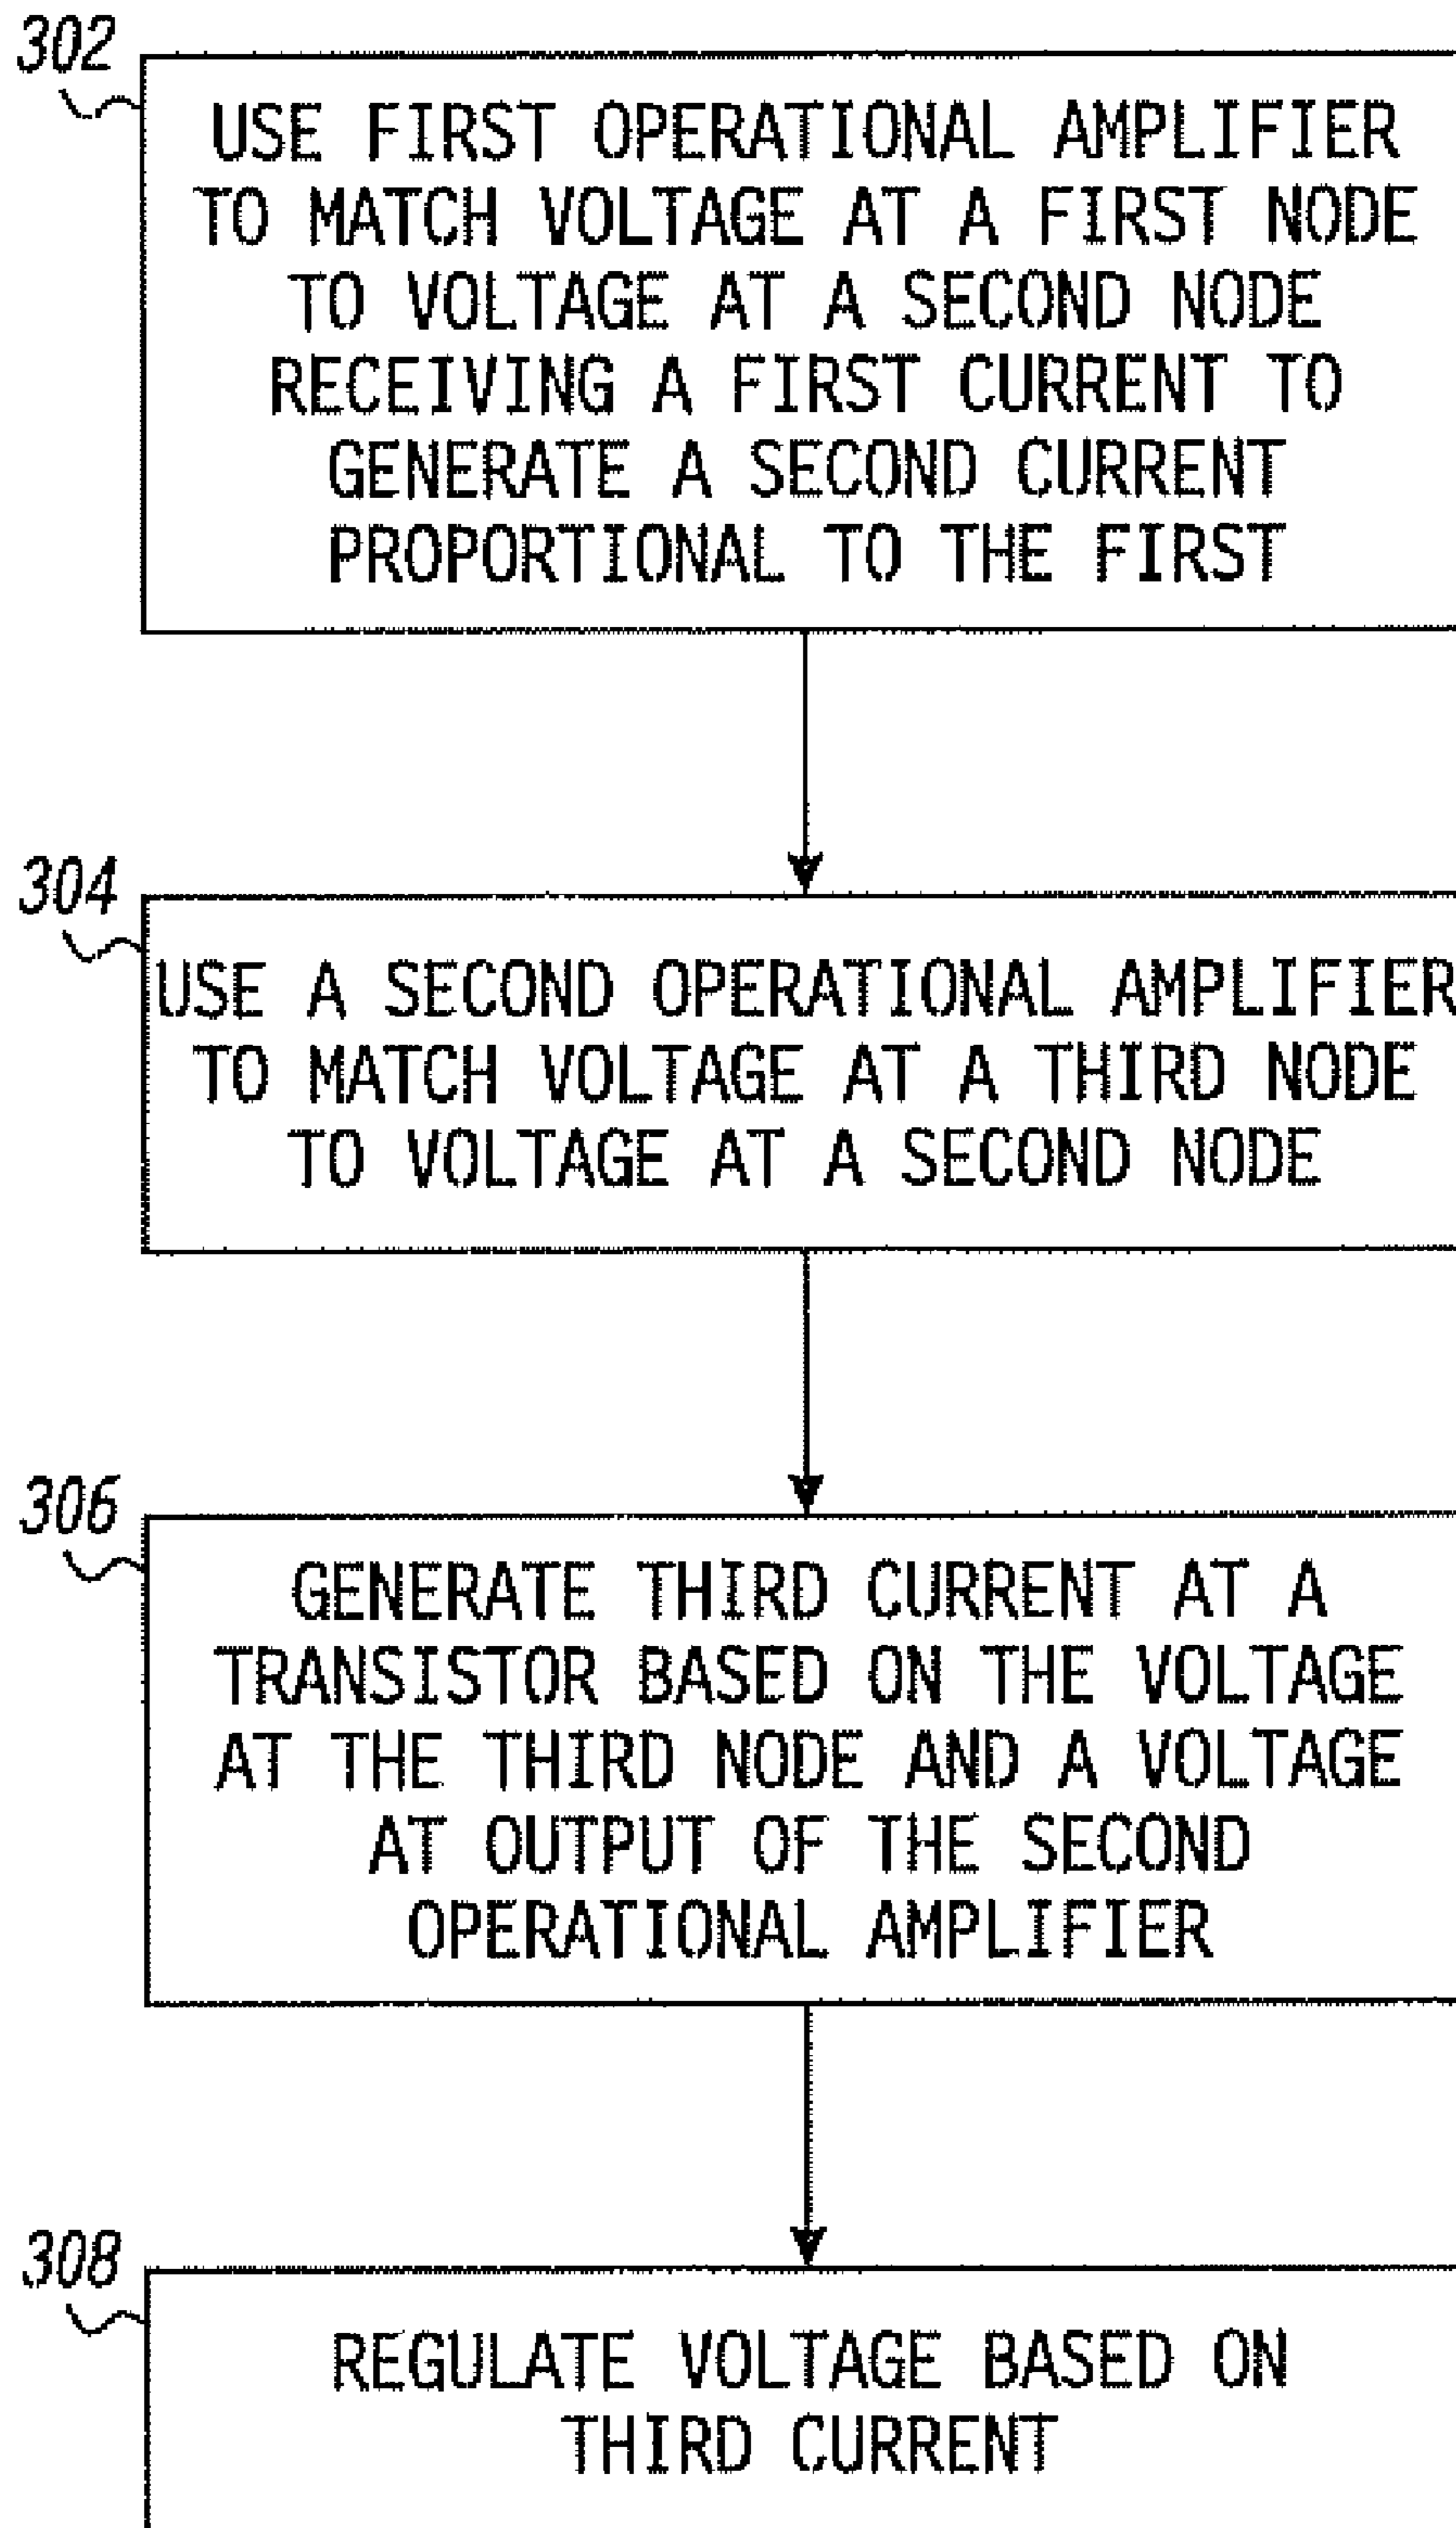 302
USE FIRST OPERATIONAL AMPLIFIER
TO MATCH VOLTAGE AT A FIRST NODE
TO VOLTAGE AT A SECOND NODE
RECEIVING A FIRST CURRENT TO
GENERATE A SECOND CURRENT
PROPORTIONAL TO THE FIRST
304
USE A SECOND OPERATIONAL AMPLIFIER
TO MATCH VOLTAGE AT A THIRD NODE
TO VOLTAGE AT A SECOND NODE
306
GENERATE THIRD CURRENT AT A
TRANSISTOR BASED ON THE VOLTAGE
AT THE THIRD NODE AND A VOLTAGE
AT OUTPUT OF THE SECOND
OPERATIONAL AMPLIFIER
308
REGULATE VOLTAGE BASED ON
THIRD CURRENT